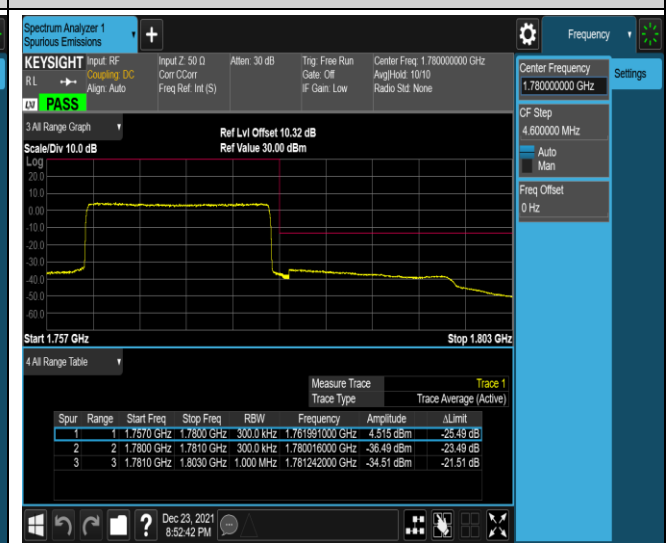 Spectrum Analyzer 1
Spurious Emissions
+
Frequency
KEYSIGHT Input: RF Input Z: 50 Ω Atten: 30 dB Trig: Free Run Center Freq: 1.780000000 GHz
RL Coupling: DC Corr CCorr Gate: Off Avg|Hold: 10/10
Align: Auto Freq Ref: Int (S) IF Gain: Low Radio Std: None
LXI PASS
Center Frequency
1.780000000 GHz
Settings
CF Step
4.600000 MHz
Auto
Man
Freq Offset
0 Hz
3 All Range Graph
Ref Lvl Offset 10.32 dB
Scale/Div 10.0 dB Ref Value 30.00 dBm
Log
20.0
10.0
0.00
-10.0
-20.0
-30.0
-40.0
-50.0
-60.0
Start 1.757 GHz Stop 1.803 GHz
4 All Range Table
Measure Trace Trace 1
Trace Type Trace Average (Active)
Spur Range Start Freq Stop Freq RBW Frequency Amplitude ΔLimit
1 1 1.7570 GHz 1.7800 GHz 300.0 kHz 1.761991000 GHz 4.515 dBm -25.49 dB
2 2 1.7800 GHz 1.7810 GHz 300.0 kHz 1.780016000 GHz -36.49 dBm -23.49 dB
3 3 1.7810 GHz 1.8030 GHz 1.000 MHz 1.781242000 GHz -34.51 dBm -21.51 dB
? Dec 23, 2021
8:52:42 PM